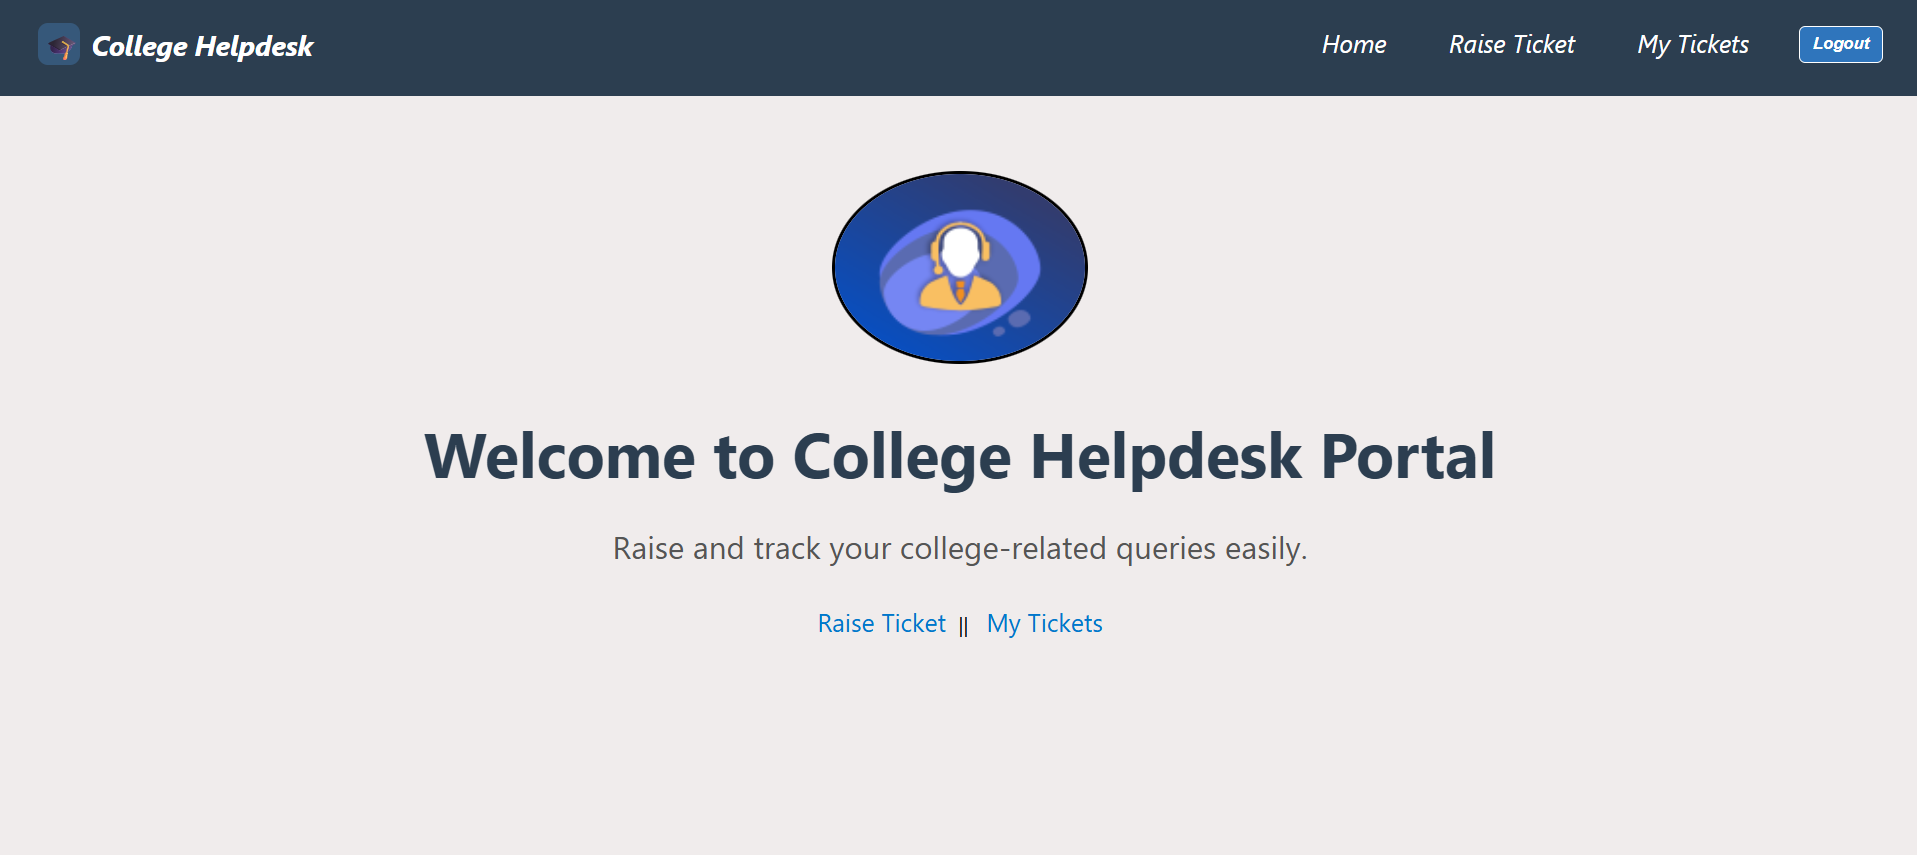 College Helpdesk
Home Raise Ticket My Tickets Logout
Welcome to College Helpdesk Portal
Raise and track your college-related queries easily.
Raise Ticket || My Tickets